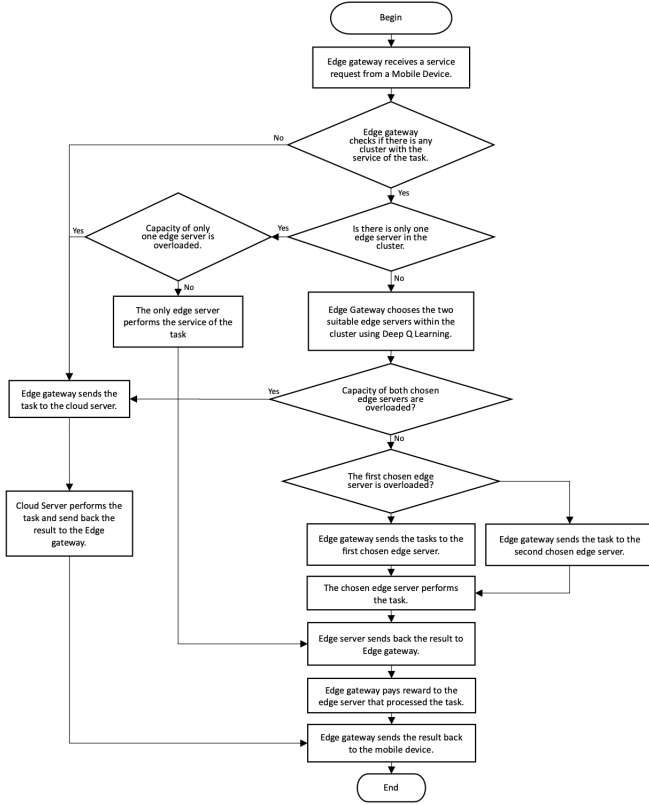 Begin
Edge gateway receives a service
request from a Mobile Device.
Edge gateway
checks if there is any
cluster with the
service of the task.
No
Yes
Capacity of only
one edge server is
overloaded.
Yes
Yes
Is there is only one
edge server in the
cluster.
No
No
The only edge server
performs the service of the
task
Edge Gateway chooses the two
suitable edge servers within the
cluster using Deep Q Learning.
Edge gateway sends the
task to the cloud server.
Yes
Capacity of both chosen
edge servers are
overloaded?
No
The first chosen edge
server is overloaded?
Cloud Server performs the
task and send back the
result to the Edge
gateway.
Edge gateway sends the tasks to the
first chosen edge server.
Edge gateway sends the task to the
second chosen edge server.
The chosen edge server performs
the task.
Edge server sends back the result to
Edge gateway.
Edge gateway pays reward to the
edge server that processed the task.
Edge gateway sends the result back
to the mobile device.
End